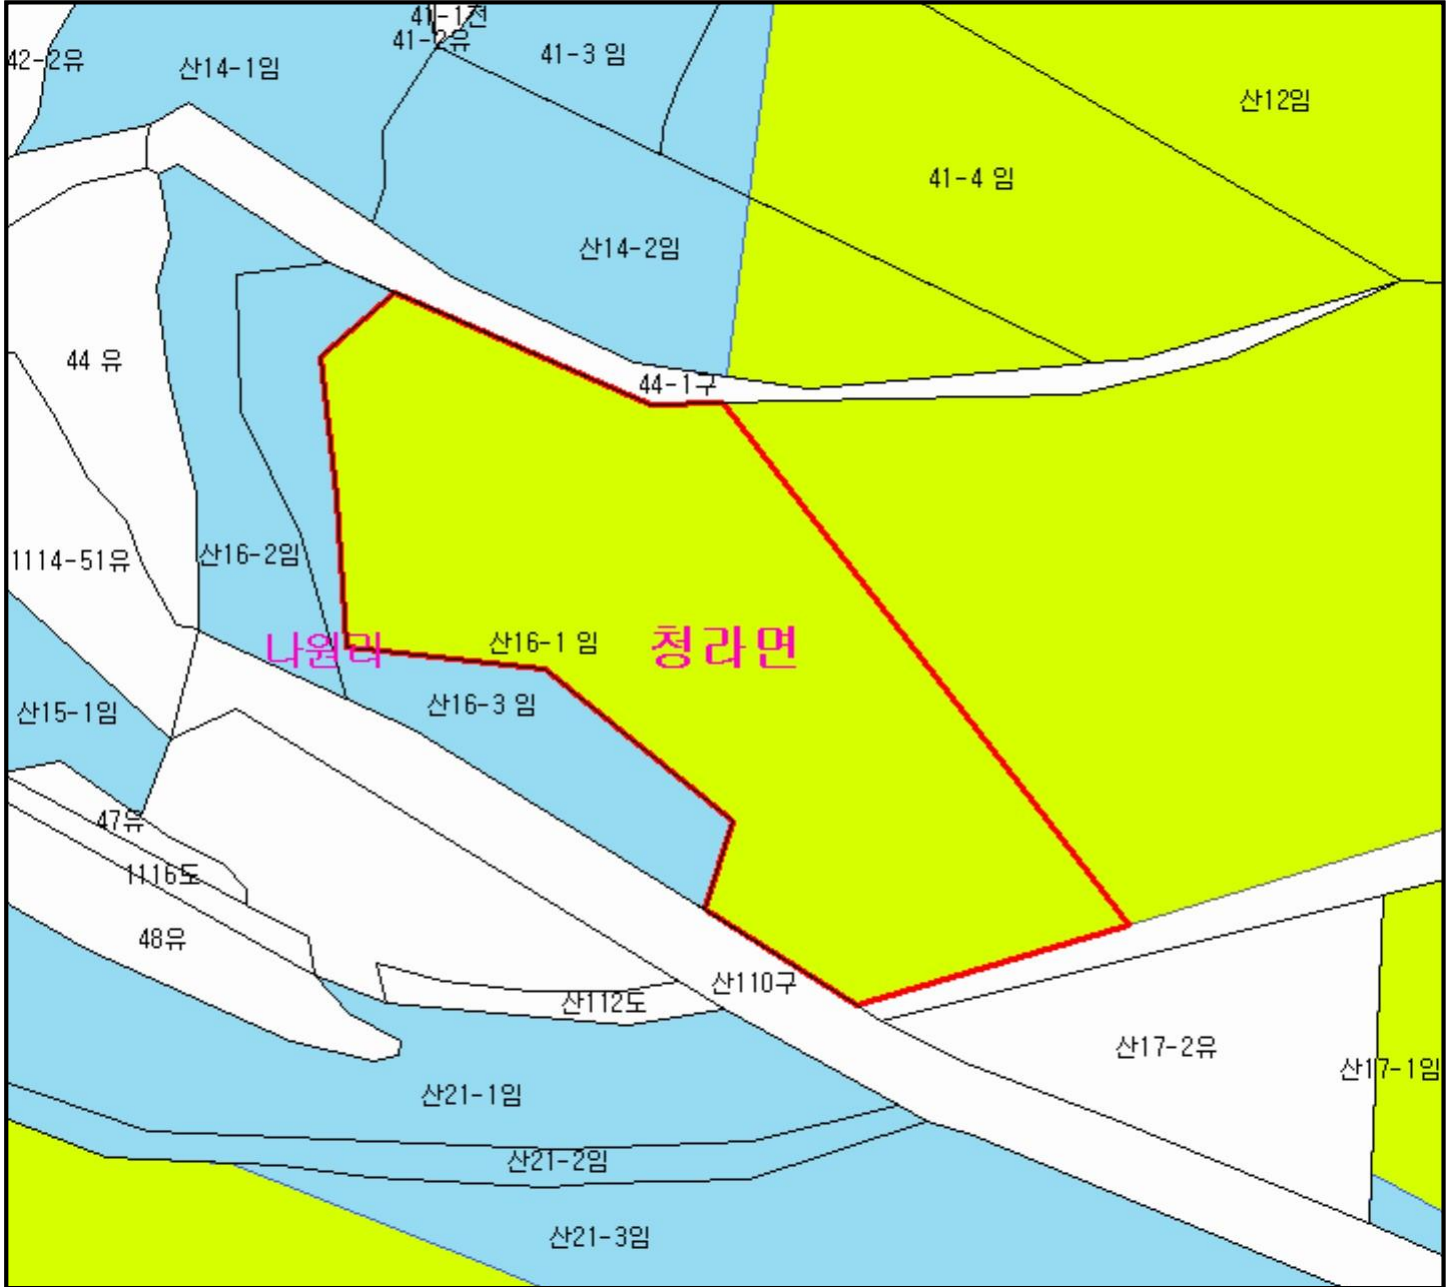 41-1전
41-2유
42-2유
산14-1임
41-3 임
산12임
41-4 임
산14-2임
44 유
44-1구
1114-51유
산16-2임
나원리
산16-1 임
청라면
산15-1임
산16-3 임
47유
1116도
48유
산110구
산112도
산17-2유
산17-1임
산21-1임
산21-2임
산21-3임